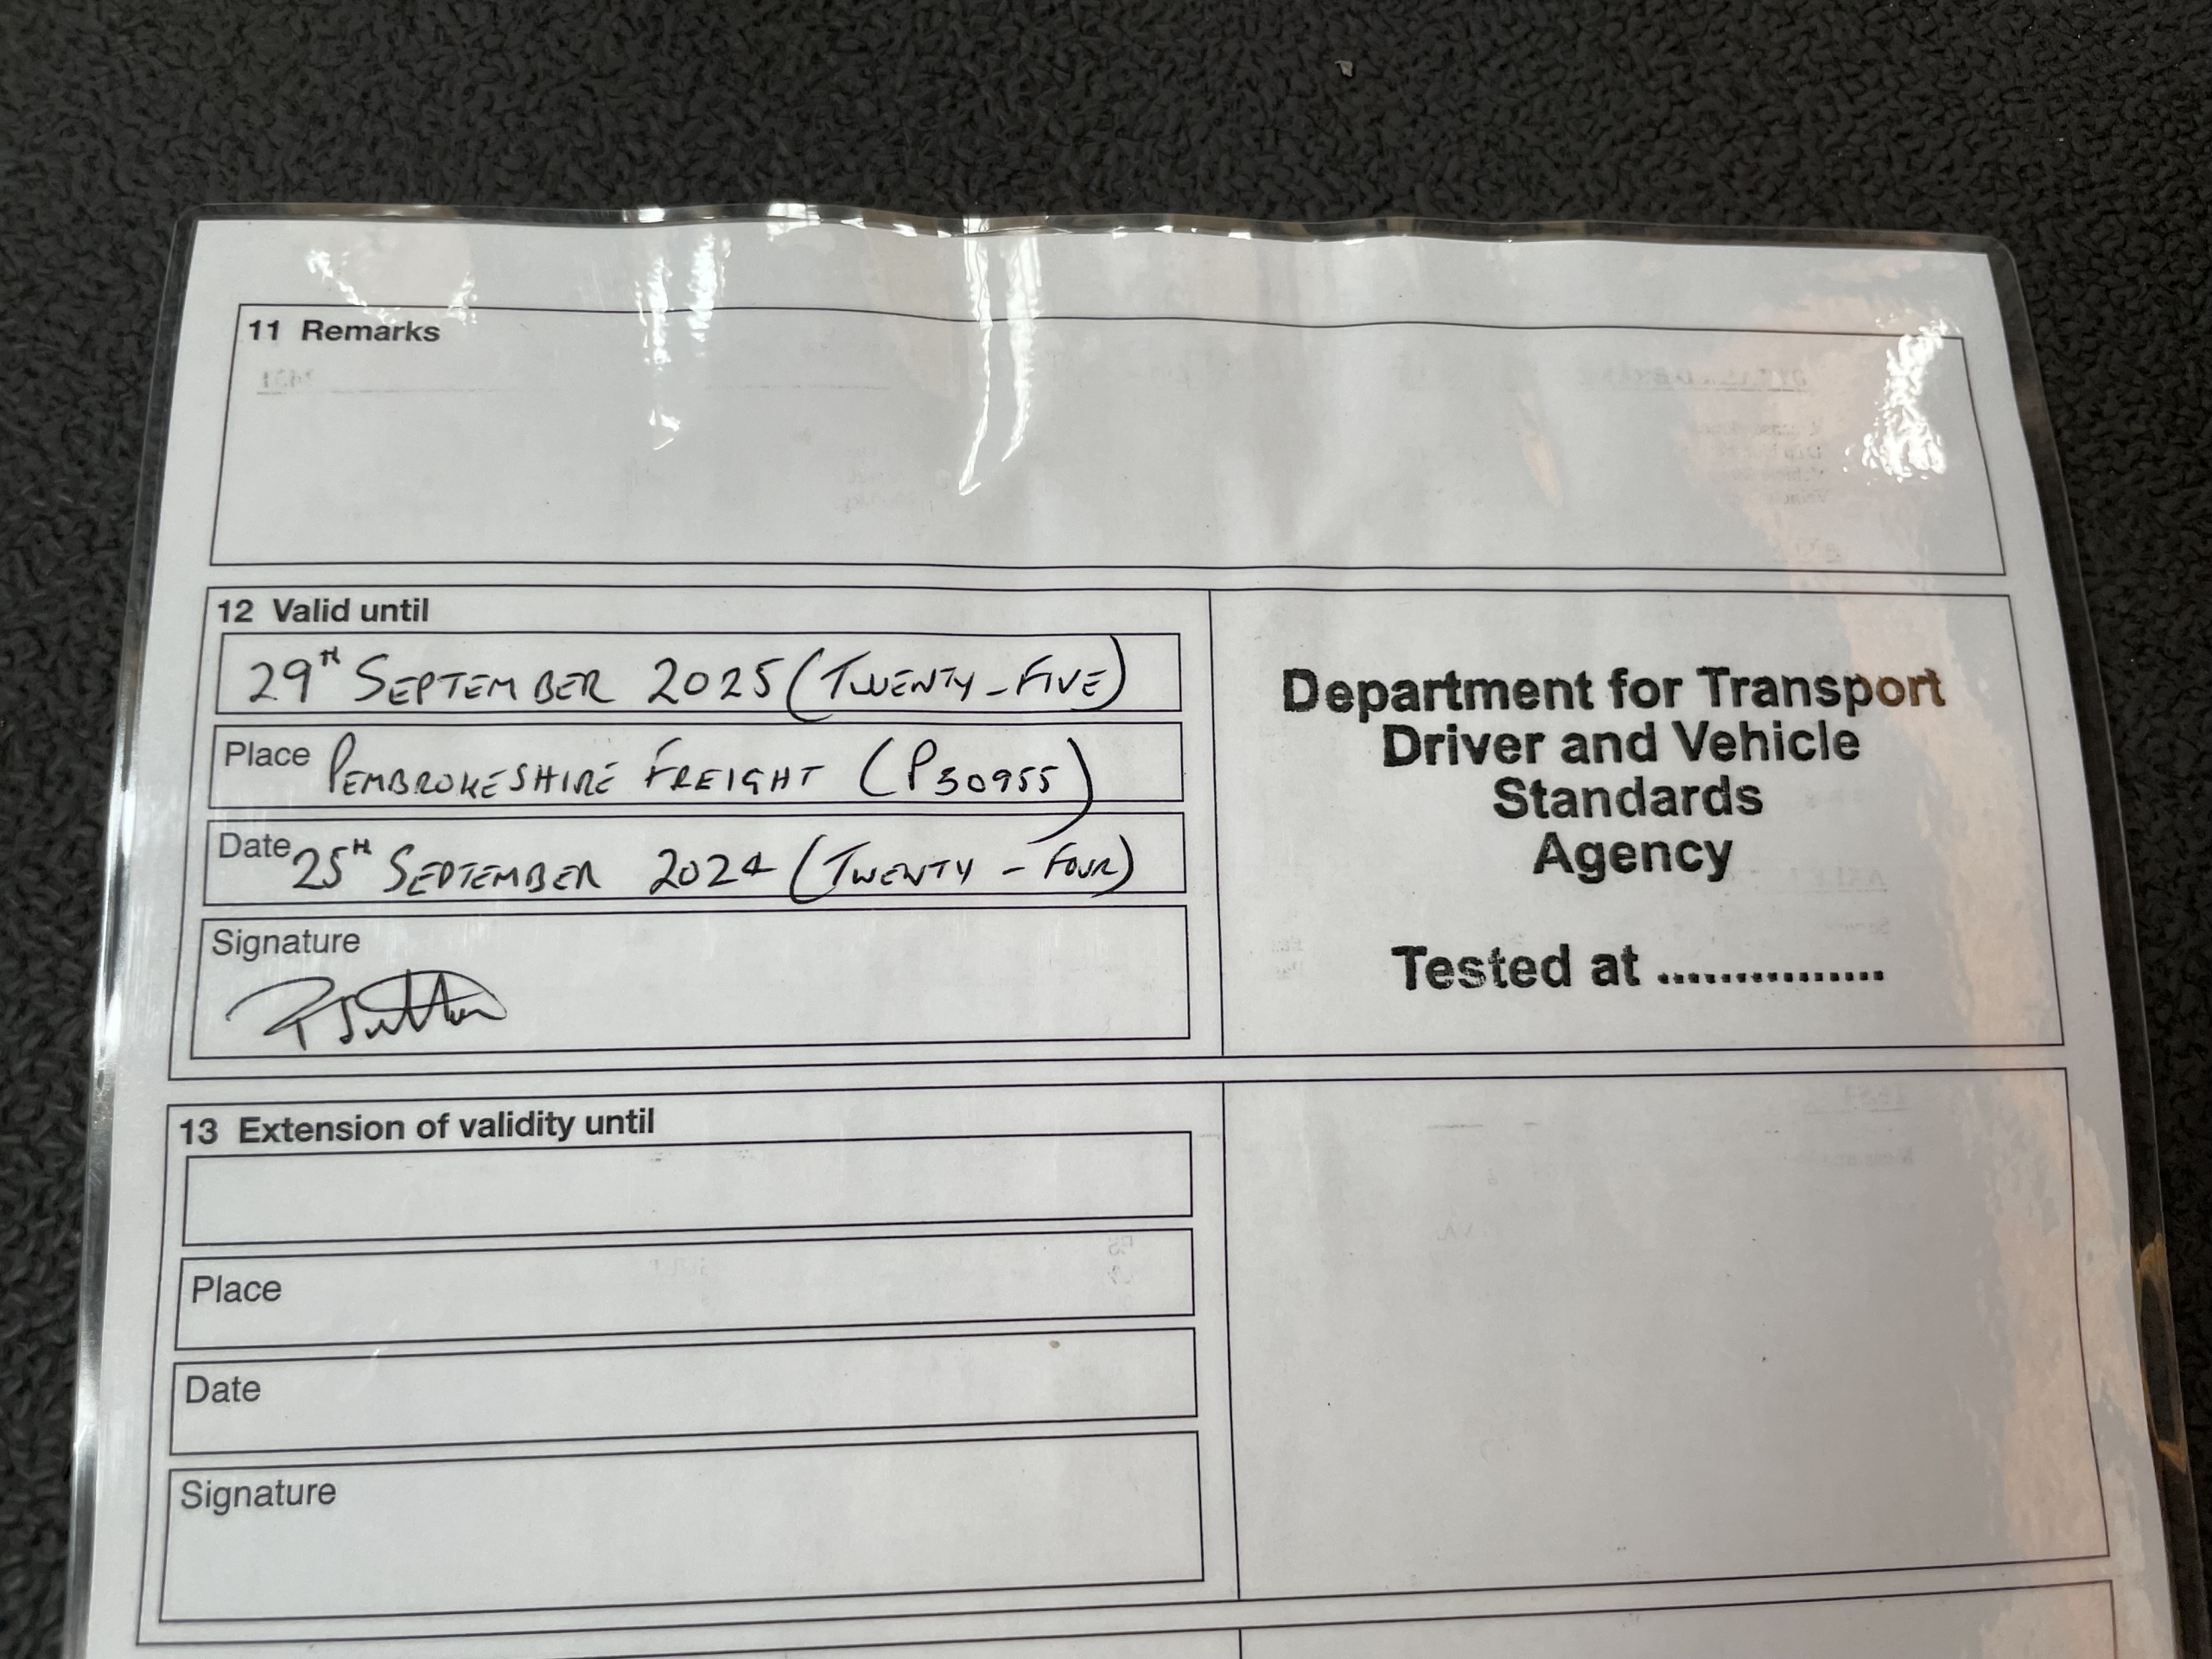 11 Remarks
12 Valid until
29TH SEPTEMBER 2025 (TWENTY-FIVE)
Place PEMBROKESHIRE FREIGHT (P30955)
Date 25TH SEPTEMBER 2024 (TWENTY-FOUR)
Signature
Department for Transport
Driver and Vehicle
Standards
Agency
Tested at ...............
13 Extension of validity until
Place
Date
Signature